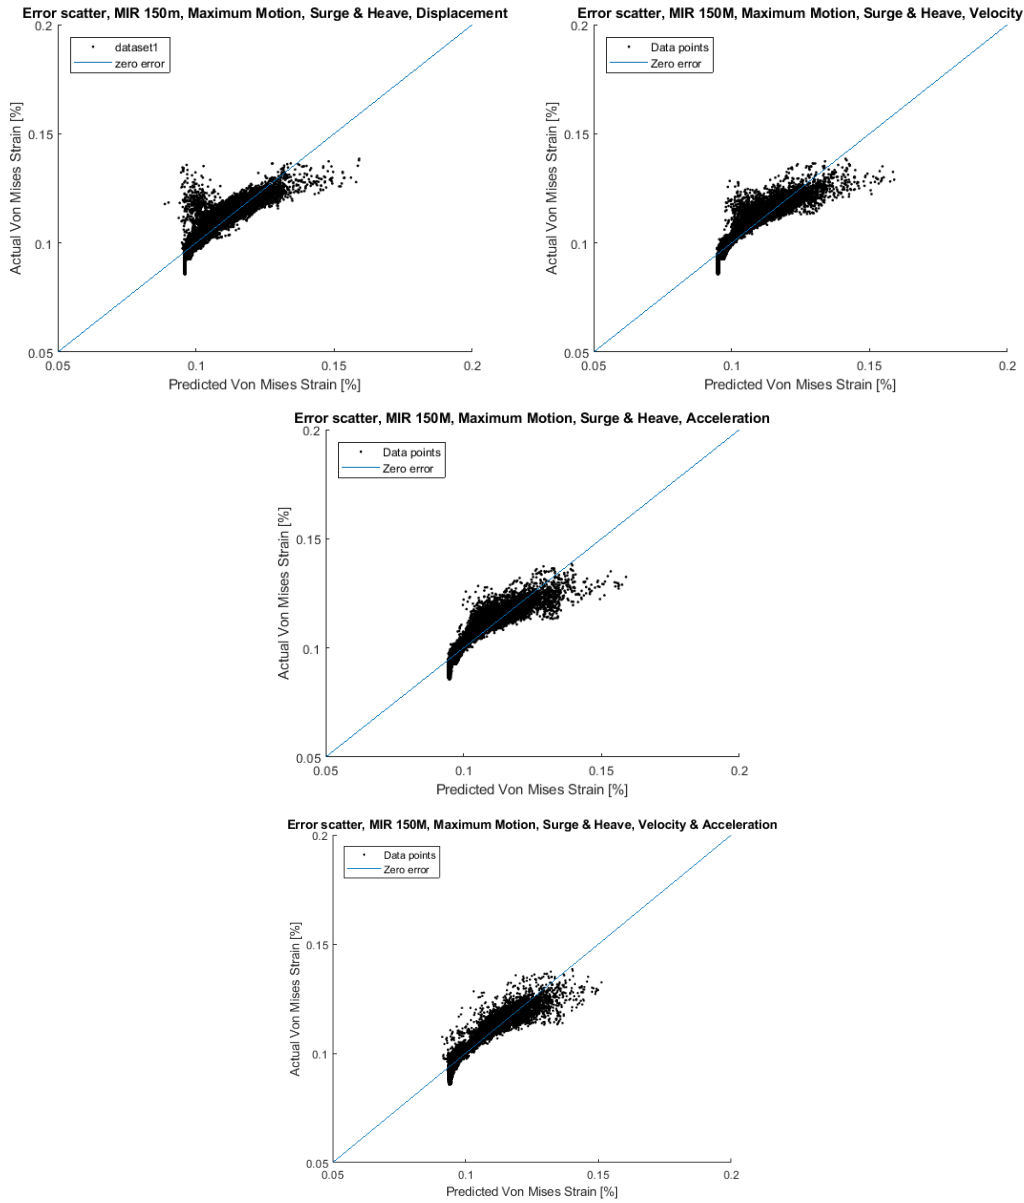 Error scatter, MIR 150m, Maximum Motion, Surge & Heave, Displacement
0.2
dataset1
zero error
0.15
Actual Von Mises Strain [%]
0.1
0.05
0.05 0.1 0.15 0.2
Predicted Von Mises Strain [%]
Error scatter, MIR 150M, Maximum Motion, Surge & Heave, Velocity
0.2
Data points
Zero error
0.15
Actual Von Mises Strain [%]
0.1
0.05
0.05 0.1 0.15 0.2
Predicted Von Mises Strain [%]
Error scatter, MIR 150M, Maximum Motion, Surge & Heave, Acceleration
0.2
Data points
Zero error
0.15
Actual Von Mises Strain [%]
0.1
0.05
0.05 0.1 0.15 0.2
Predicted Von Mises Strain [%]
Error scatter, MIR 150M, Maximum Motion, Surge & Heave, Velocity & Acceleration
0.2
Data points
Zero error
0.15
Actual Von Mises Strain [%]
0.1
0.05
0.05 0.1 0.15 0.2
Predicted Von Mises Strain [%]